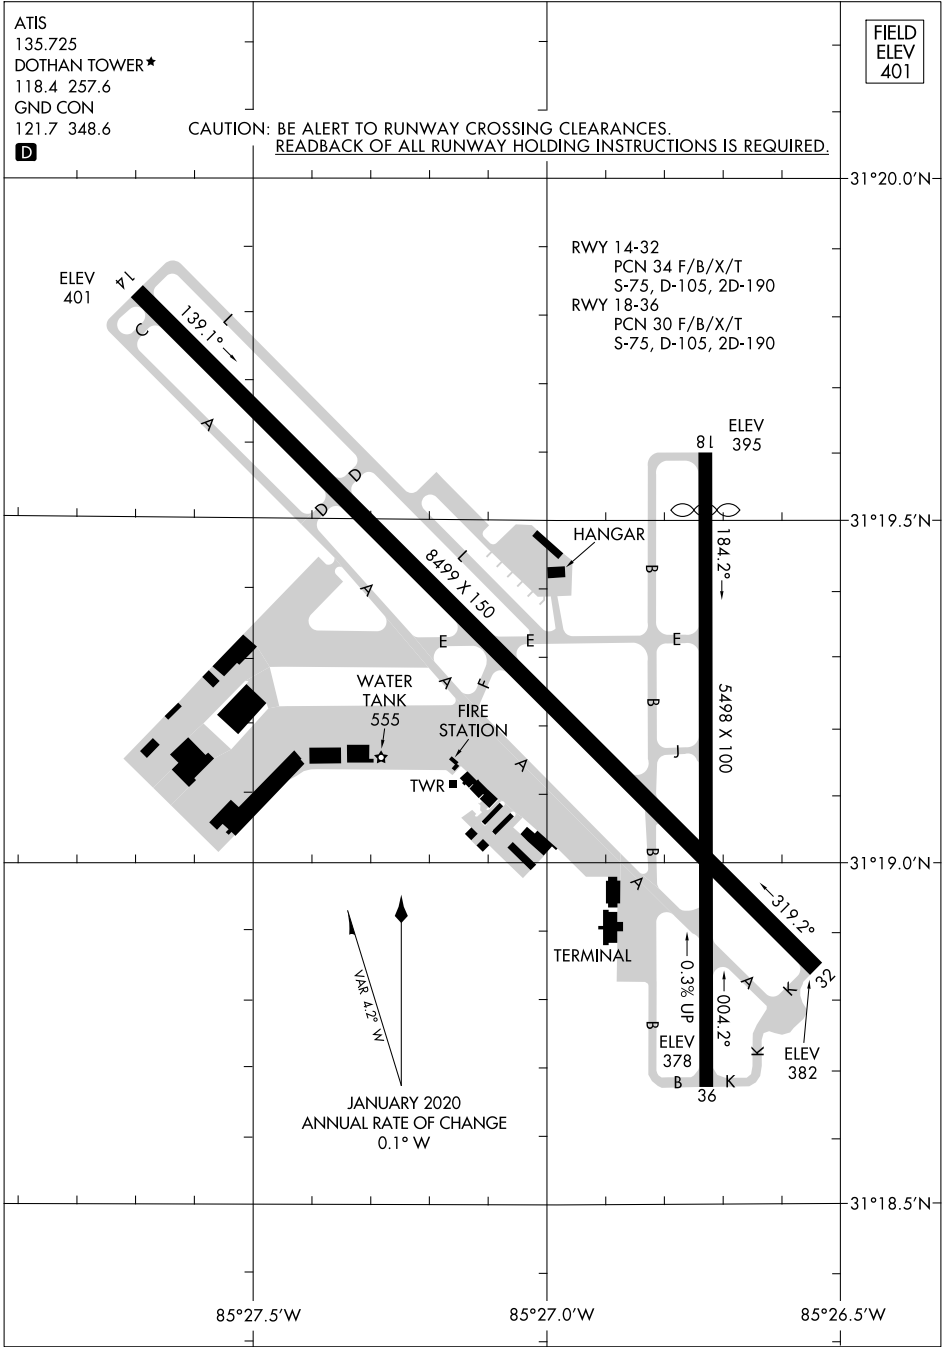 ATIS
135.725
DOTHAN TOWER★
118.4 257.6
GND CON
121.7 348.6
D
FIELD
ELEV
401
CAUTION: BE ALERT TO RUNWAY CROSSING CLEARANCES.
READBACK OF ALL RUNWAY HOLDING INSTRUCTIONS IS REQUIRED.
31°20.0'N
RWY 14-32
PCN 34 F/B/X/T
S-75, D-105, 2D-190
RWY 18-36
PCN 30 F/B/X/T
S-75, D-105, 2D-190
ELEV
401
14
C
L
139.1°
A
ELEV
395
18
D
D
31°19.5'N
HANGAR
184.2°
L
8499 X 150
B
A
E
E
E
A
F
WATER
TANK
555
FIRE
STATION
B
5498 X 100
J
A
TWR
B
31°19.0'N
A
319.2°
TERMINAL
0.3% UP
004.2°
A
K
32
VAR 4.2° W
B
ELEV
378
K
ELEV
382
B
K
36
JANUARY 2020
ANNUAL RATE OF CHANGE
0.1° W
31°18.5'N
85°27.5'W
85°27.0'W
85°26.5'W